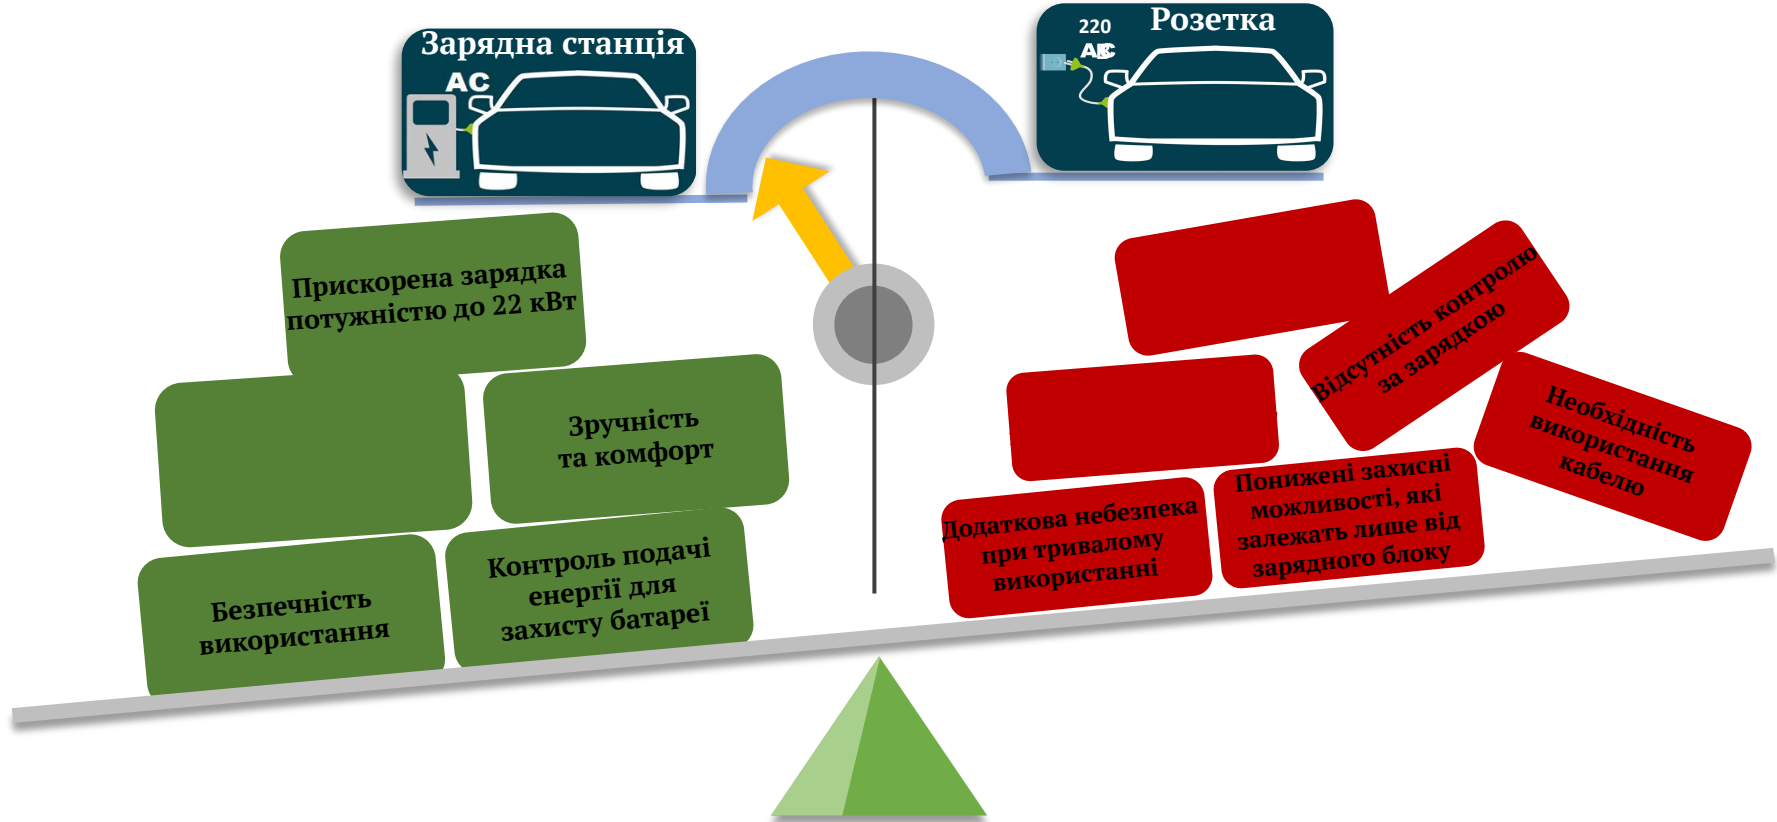 Зарядна станція
AC
Розетка
220
Прискорена зарядка
потужністю до 22 кВт
Зручність
та комфорт
Безпечність
використання
Контроль подачі
енергії для
захисту батареї
Відсутність контролю
за зарядкою
Необхідність
використання
кабелю
Додаткова небезпека
при тривалому
використанні
Понижені захисні
можливості, які
залежать лише від
зарядного блоку